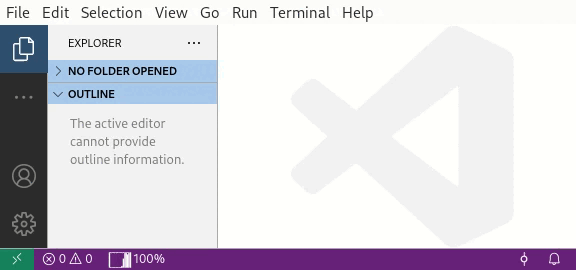 File Edit Selection View Go Run Terminal Help
EXPLORER
NO FOLDER OPENED
OUTLINE
The active editor
cannot provide
outline information.
0 0 100%